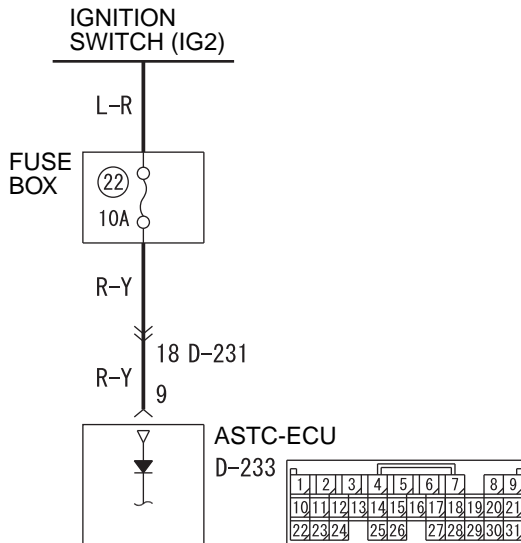 IGNITION
SWITCH (IG2)
L-R
FUSE
BOX
22
10A
R-Y
18 D-231
R-Y
9
ASTC-ECU
D-233
1 2 3 4 5 6 7 8 9
10 11 12 13 14 15 16 17 18 19 20 21
22 23 24 25 26 27 28 29 30 31